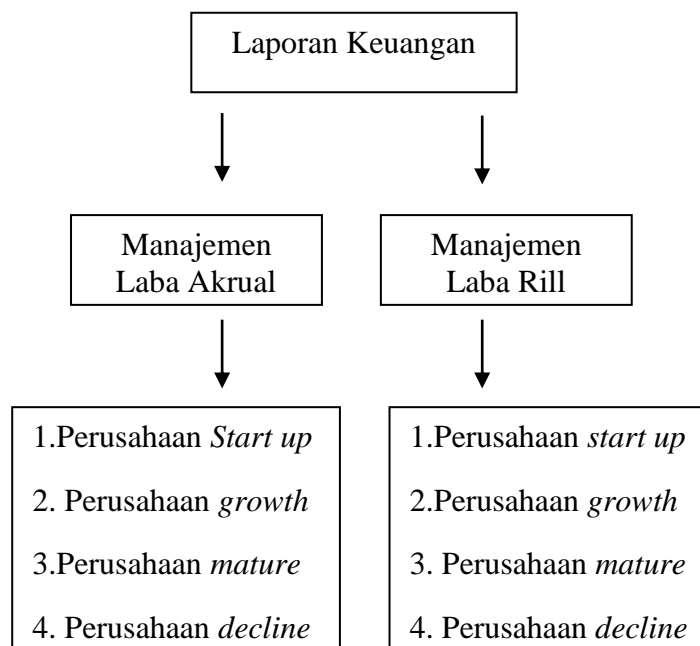 Laporan Keuangan
Manajemen
Laba Akrual
Manajemen
Laba Rill
1.Perusahaan Start up
2. Perusahaan growth
3.Perusahaan mature
4. Perusahaan decline
1.Perusahaan start up
2.Perusahaan growth
3. Perusahaan mature
4. Perusahaan decline